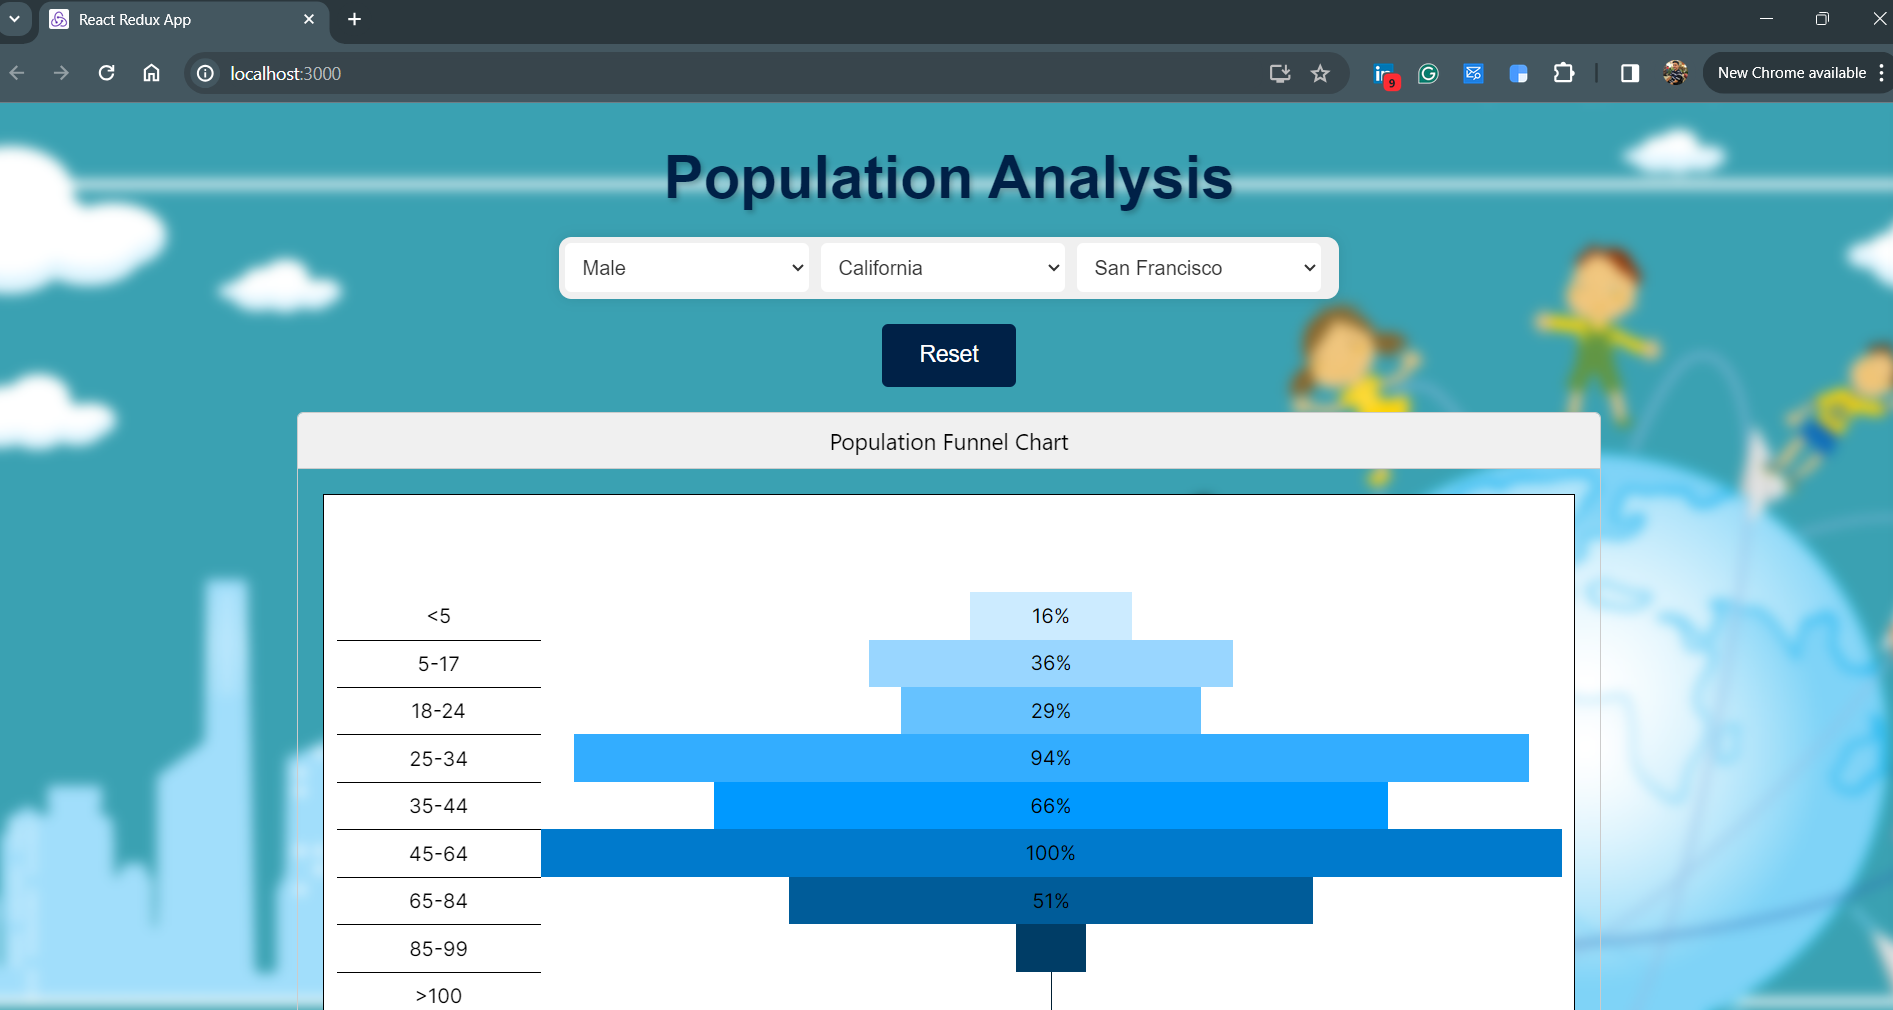 React Redux App
localhost:3000
9
New Chrome available
Population Analysis
Male California San Francisco
Reset
Population Funnel Chart
<5 16%
5-17 36%
18-24 29%
25-34 94%
35-44 66%
45-64 100%
65-84 51%
85-99
>100